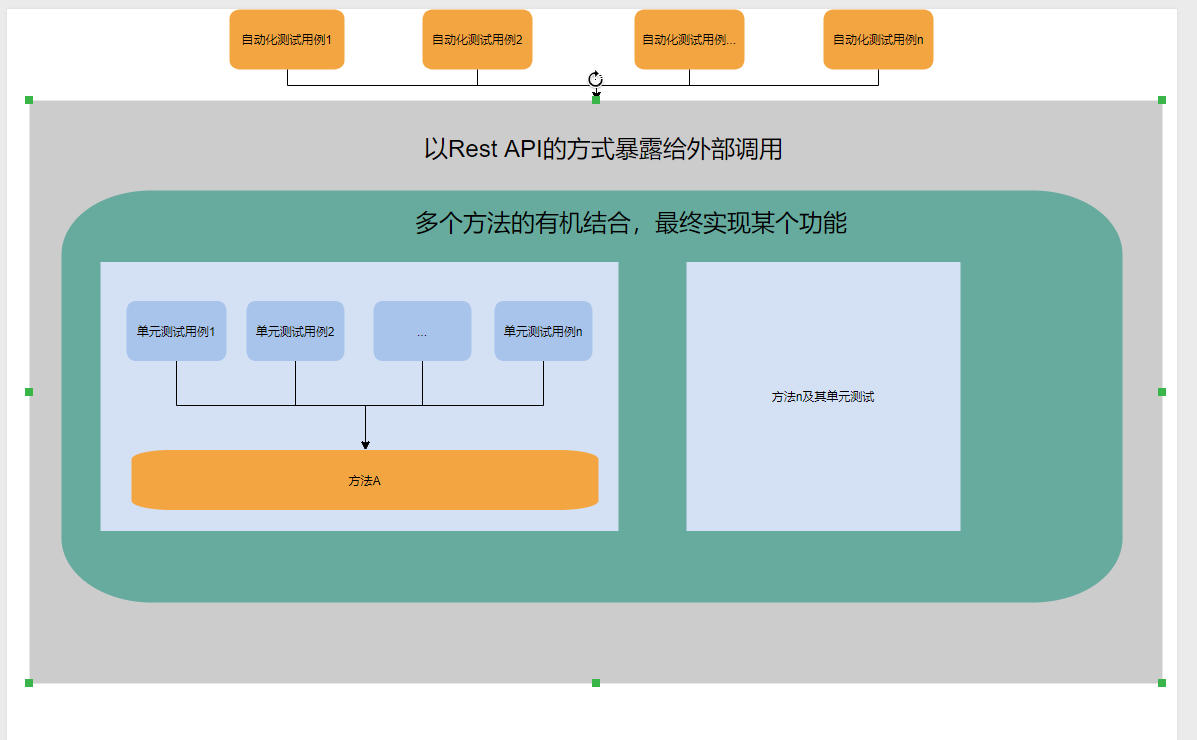 自动化测试用例1
自动化测试用例2
自动化测试用例...
自动化测试用例n
以Rest API的方式暴露给外部调用
多个方法的有机结合，最终实现某个功能
单元测试用例1
单元测试用例2
...
单元测试用例n
方法n及其单元测试
方法A